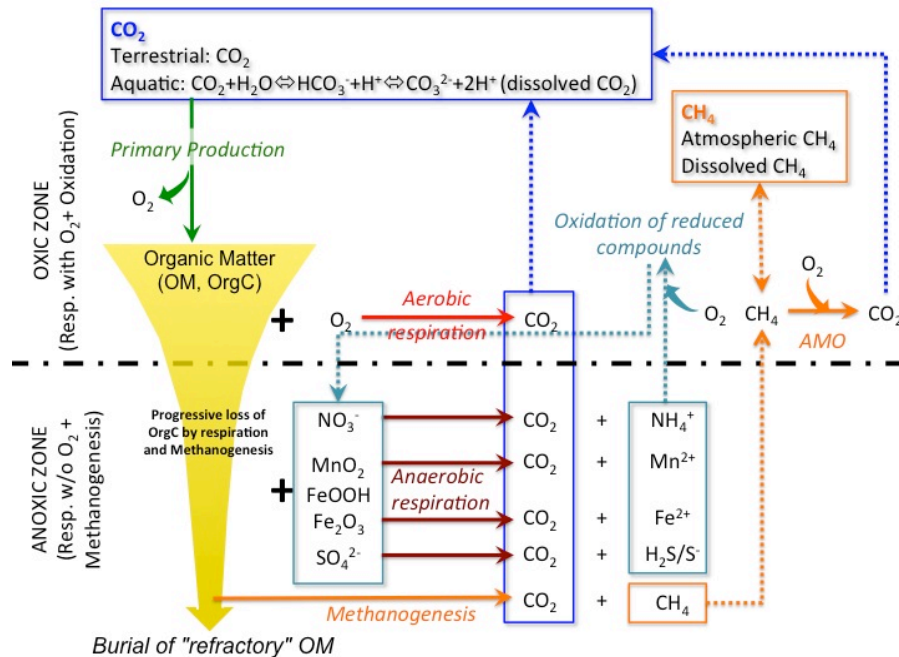 CO₂
Terrestrial: CO₂
Aquatic: CO₂+H₂O⇔HCO₃⁻+H⁺⇔CO₃²⁻+2H⁺ (dissolved CO₂)
CH₄
Atmospheric CH₄
Dissolved CH₄
OXIC ZONE
(Resp. with O₂+ Oxidation)
Primary Production
O₂
Organic Matter
(OM, OrgC)
+
O₂
Aerobic
respiration
CO₂
Oxidation of reduced
compounds
O₂
CH₄
O₂
AMO
CO₂
ANOXIC ZONE
(Resp. w/o O₂ +
Methanogenesis)
Progressive loss of
OrgC by respiration
and Methanogenesis
+
NO₃⁻
MnO₂
FeOOH
Fe₂O₃
SO₄²⁻
Anaerobic
respiration
CO₂ + NH₄⁺
CO₂ + Mn²⁺
CO₂ + Fe²⁺
CO₂ + H₂S/S⁻
Methanogenesis
CO₂ + CH₄
Burial of "refractory" OM